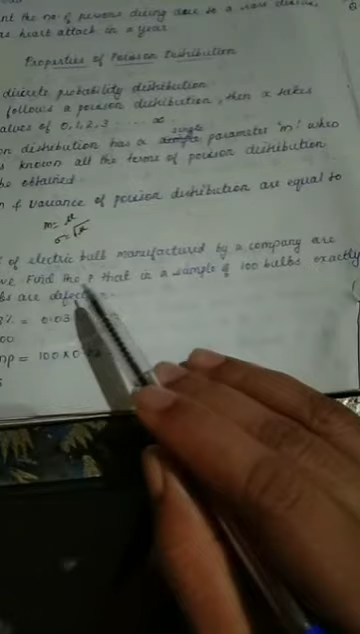 nt the no of persons dieing due to a rare disease,
as heart attack in a year
Properties of Poisson Distribution
discrete probability distribution
follows a poisson distribution, then x takes
alues of 0, 1, 2, 3 ..... ∞.
on distribution has a single parameter 'm'. when
s known all the terms of poisson distribution
be obtained.
n & variance of poisson distribution are equal to
m =
σ =
% of electric bulb manufactured by a company are
ve. Find the P that in a sample of 100 bulbs exactly
bs are defective.
3% = 0.03
00
np = 100 x 0.